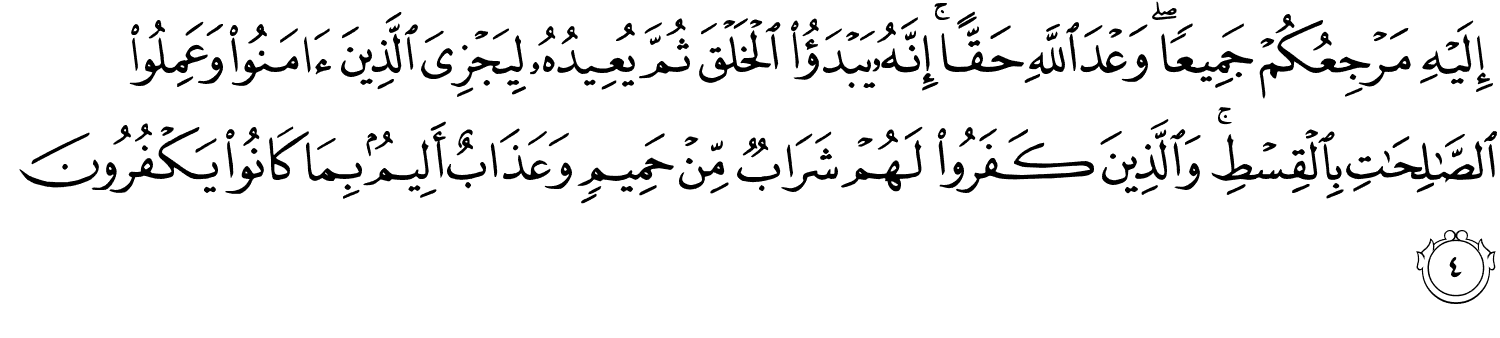 إِلَيْهِ مَرْجِعُكُمْ جَمِيعًا ۖ وَعْدَ ٱللَّهِ حَقًّا ۚ إِنَّهُۥ يَبْدَؤُا۟ ٱلْخَلْقَ ثُمَّ يُعِيدُهُۥ لِيَجْزِىَ ٱلَّذِينَ ءَامَنُوا۟ وَعَمِلُوا۟
ٱلصَّـٰلِحَـٰتِ بِٱلْقِسْطِ ۚ وَٱلَّذِينَ كَفَرُوا۟ لَهُمْ شَرَابٌ مِّنْ حَمِيمٍ وَعَذَابٌ أَلِيمٌۢ بِمَا كَانُوا۟ يَكْفُرُونَ
٤